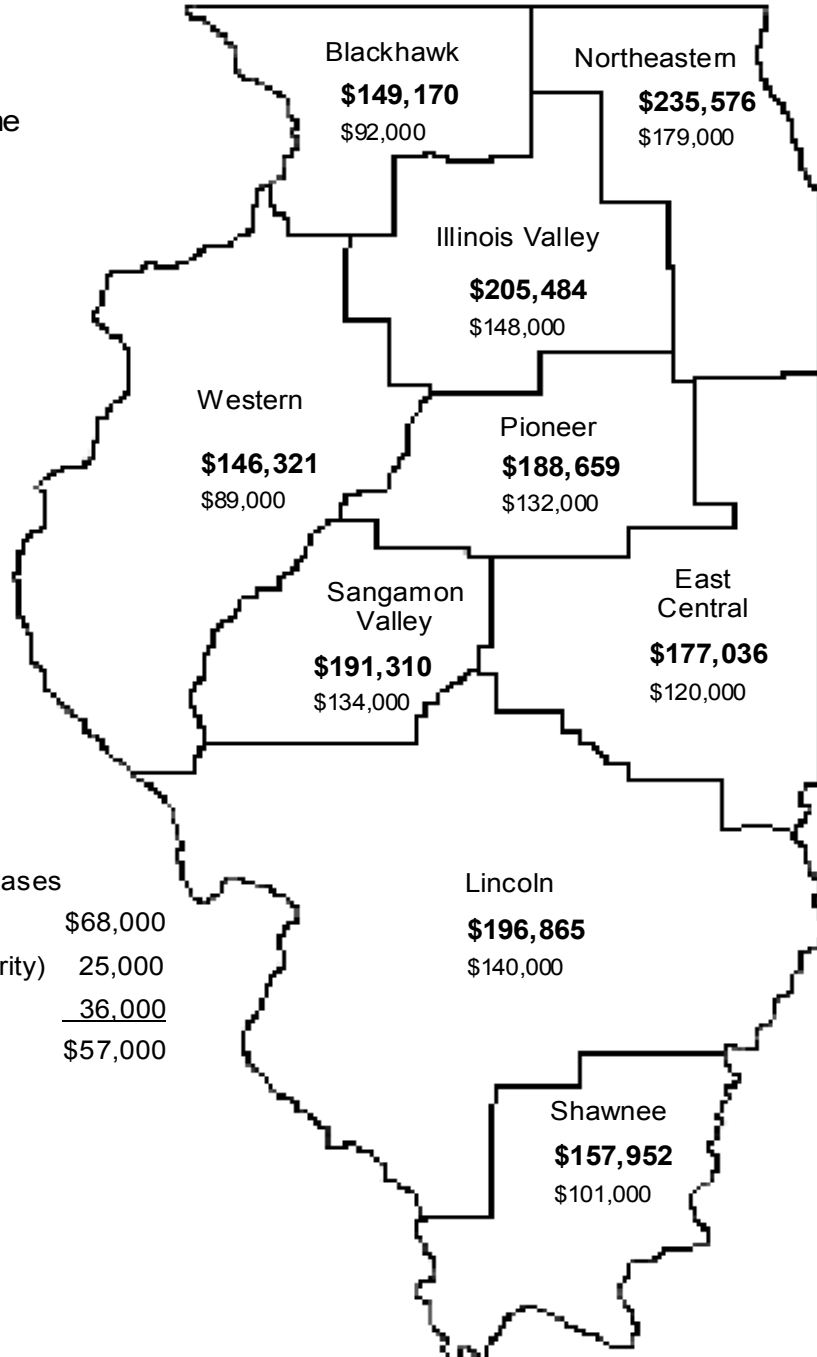 Blackhawk
$149,170
$92,000
Northeastern
$235,576
$179,000
ne
Illinois Valley
$205,484
$148,000
Western
$146,321
$89,000
Pioneer
$188,659
$132,000
Sangamon
Valley
$191,310
$134,000
East
Central
$177,036
$120,000
Lincoln
$196,865
$140,000
ases
$68,000
rity) 25,000
36,000
$57,000
Shawnee
$157,952
$101,000